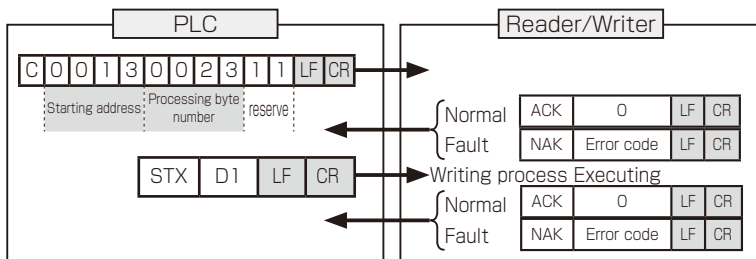 PLC
Reader/Writer
C 0 0 1 3 0 0 2 3 1 1 LF CR
Starting address
Processing byte
number
reserve
Normal ACK 0 LF CR
Fault NAK Error code LF CR
STX D1 LF CR
Writing process Executing
Normal ACK 0 LF CR
Fault NAK Error code LF CR